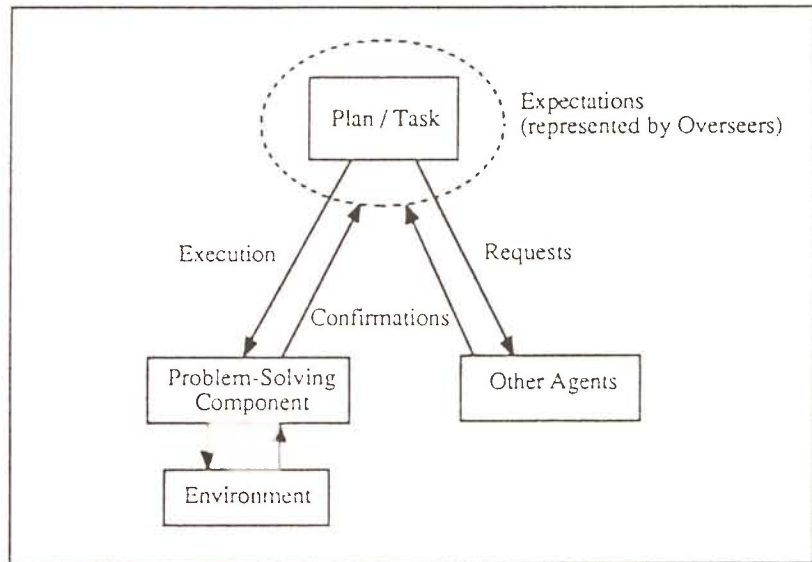 Plan / Task
Expectations
(represented by Overseers)
Execution
Requests
Confirmations
Problem-Solving
Component
Other Agents
Environment